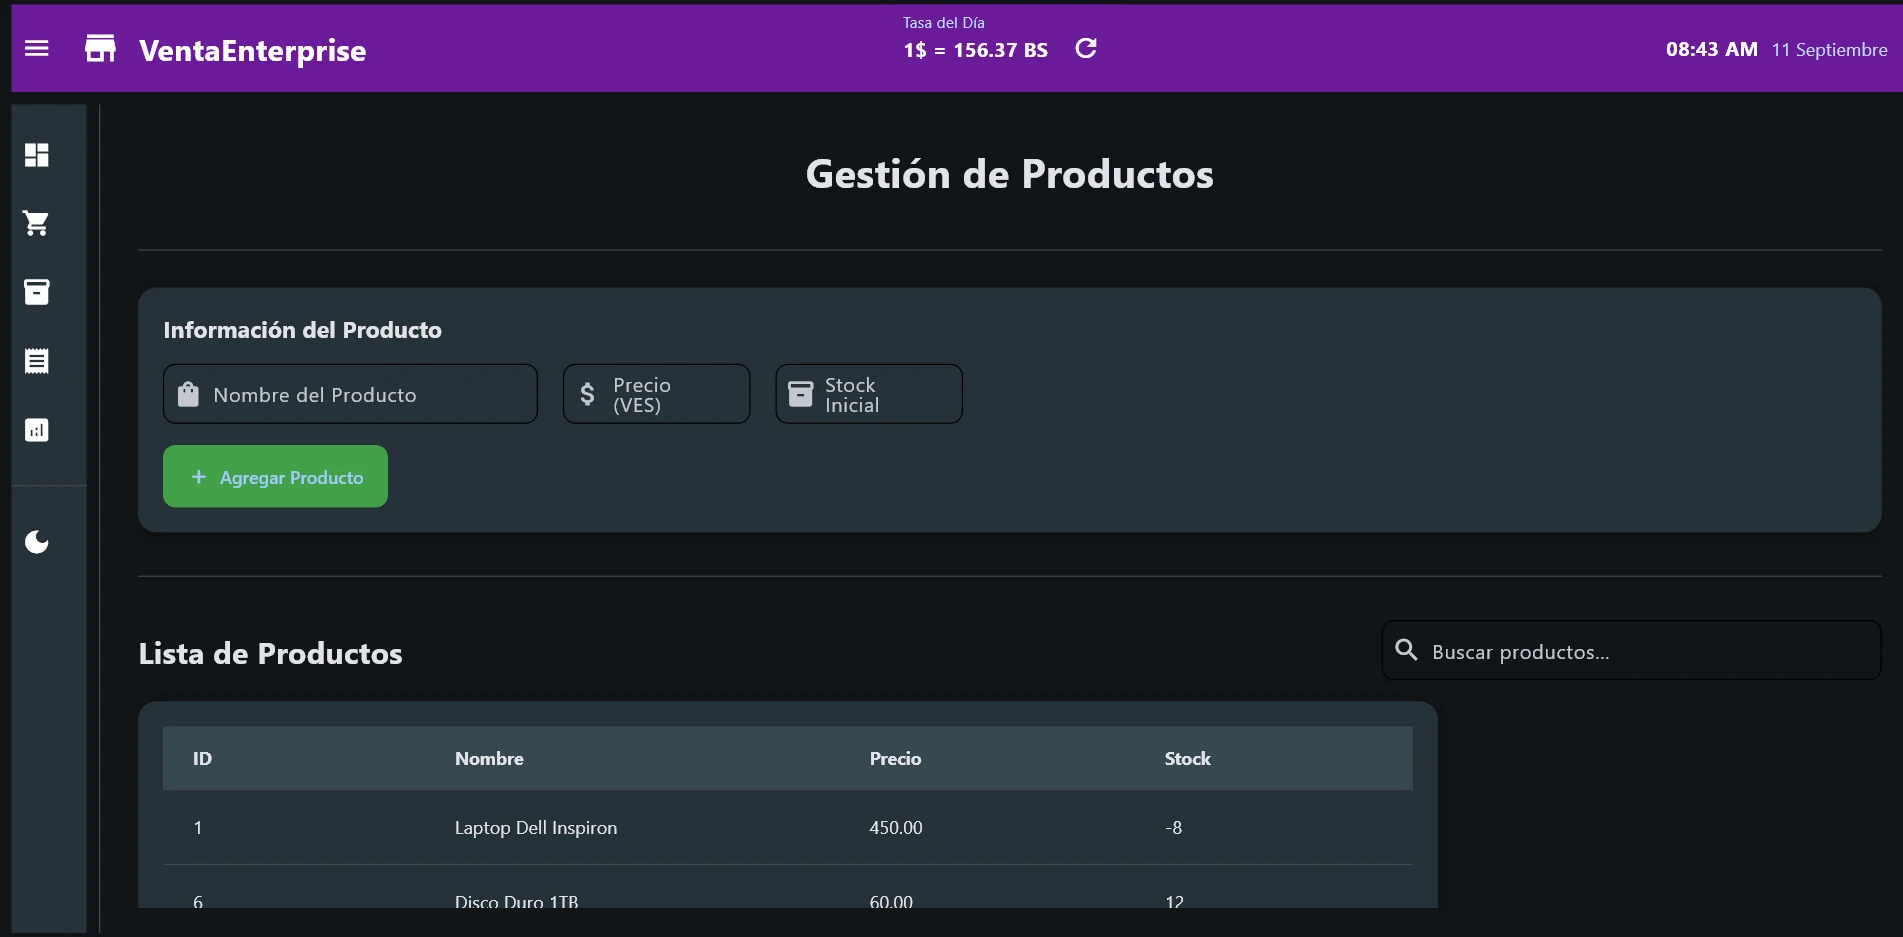 VentaEnterprise
Tasa del Día
1$ = 156.37 BS
08:43 AM 11 Septiembre
Gestión de Productos
Información del Producto
Nombre del Producto
Precio
(VES)
Stock
Inicial
+ Agregar Producto
Lista de Productos
Buscar productos...
ID Nombre Precio Stock
1 Laptop Dell Inspiron 450.00 -8
6 Disco Duro 1TB 60.00 12